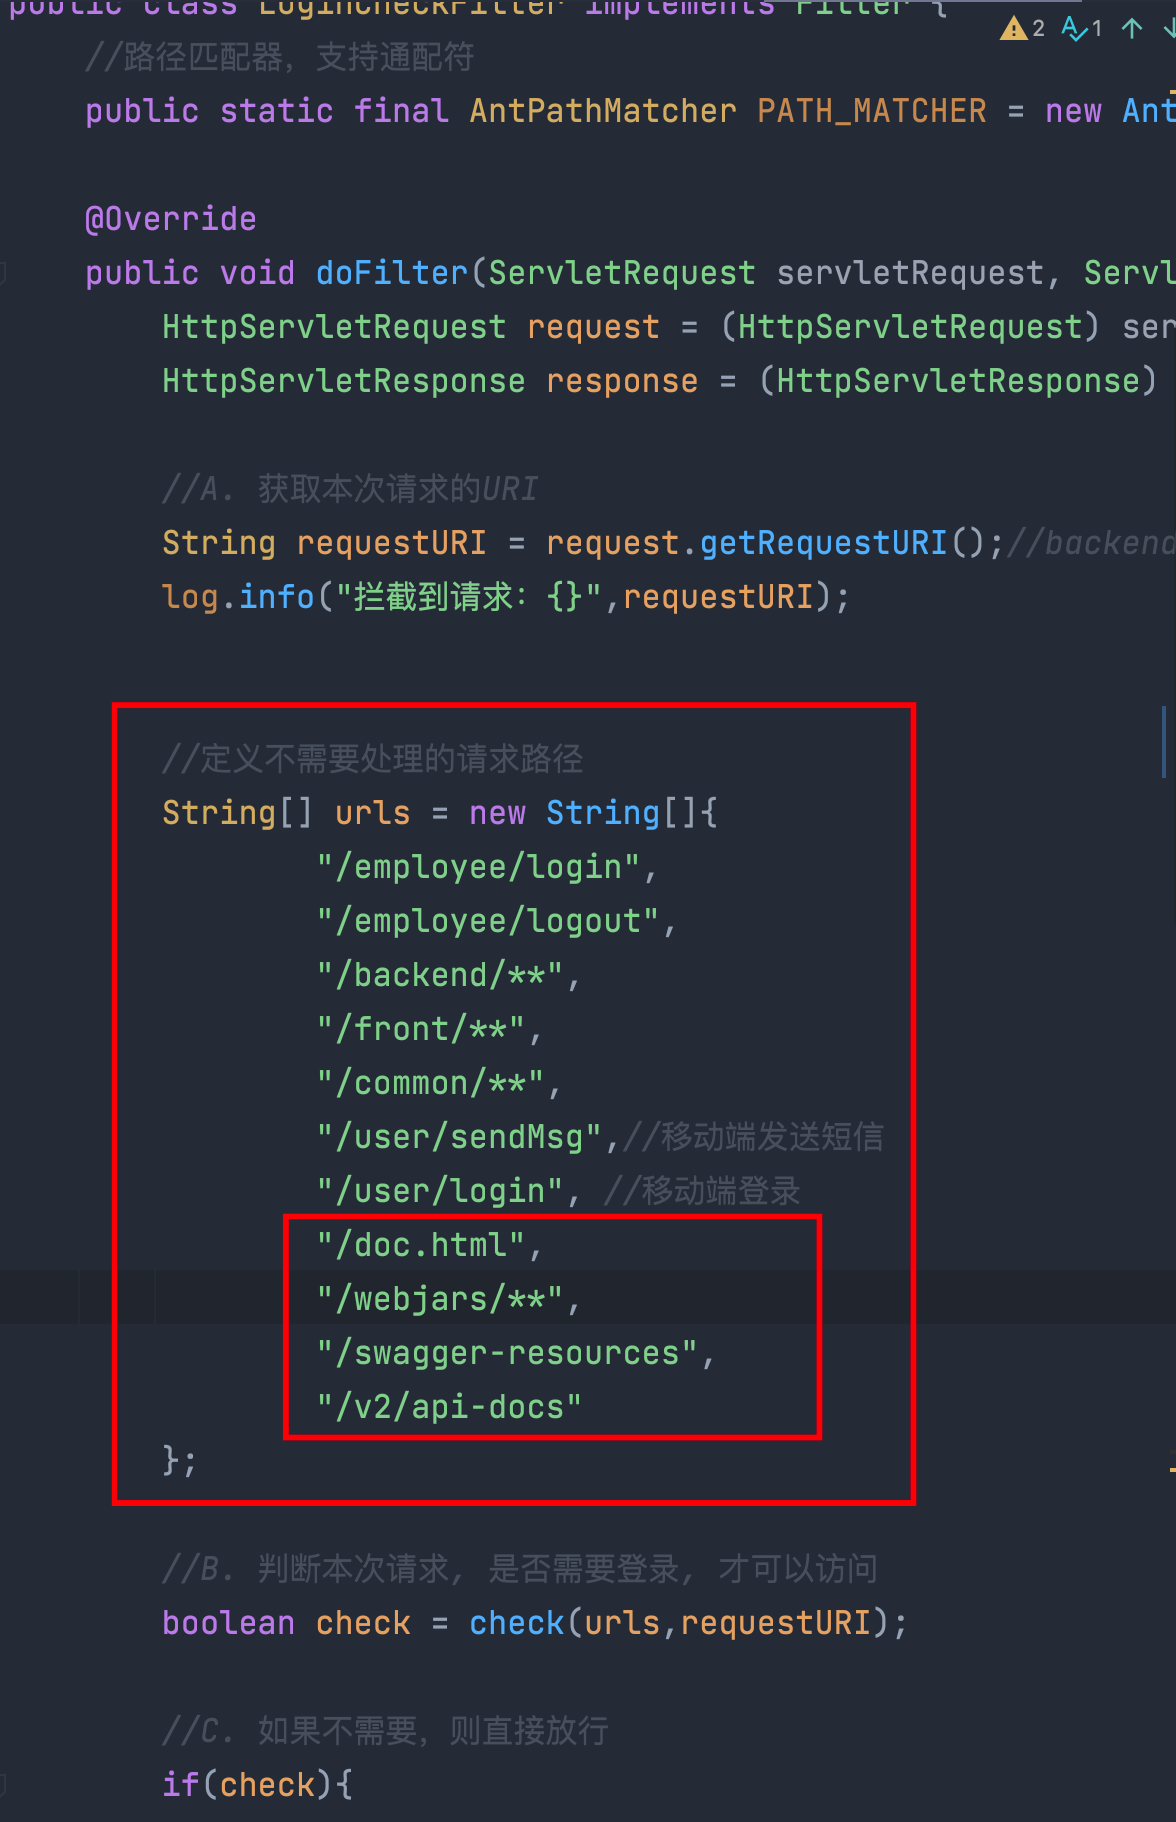 public class LoginCheckFilter implements Filter {
2 1
//路径匹配器，支持通配符
public static final AntPathMatcher PATH_MATCHER = new Ant
@Override
public void doFilter(ServletRequest servletRequest, Servl
HttpServletRequest request = (HttpServletRequest) ser
HttpServletResponse response = (HttpServletResponse)
//A. 获取本次请求的URI
String requestURI = request.getRequestURI();//backend
log.info("拦截到请求：{}",requestURI);
//定义不需要处理的请求路径
String[] urls = new String[]{
"/employee/login",
"/employee/logout",
"/backend/**",
"/front/**",
"/common/**",
"/user/sendMsg",//移动端发送短信
"/user/login", //移动端登录
"/doc.html",
"/webjars/**",
"/swagger-resources",
"/v2/api-docs"
};
//B. 判断本次请求, 是否需要登录, 才可以访问
boolean check = check(urls,requestURI);
//C. 如果不需要，则直接放行
if(check){